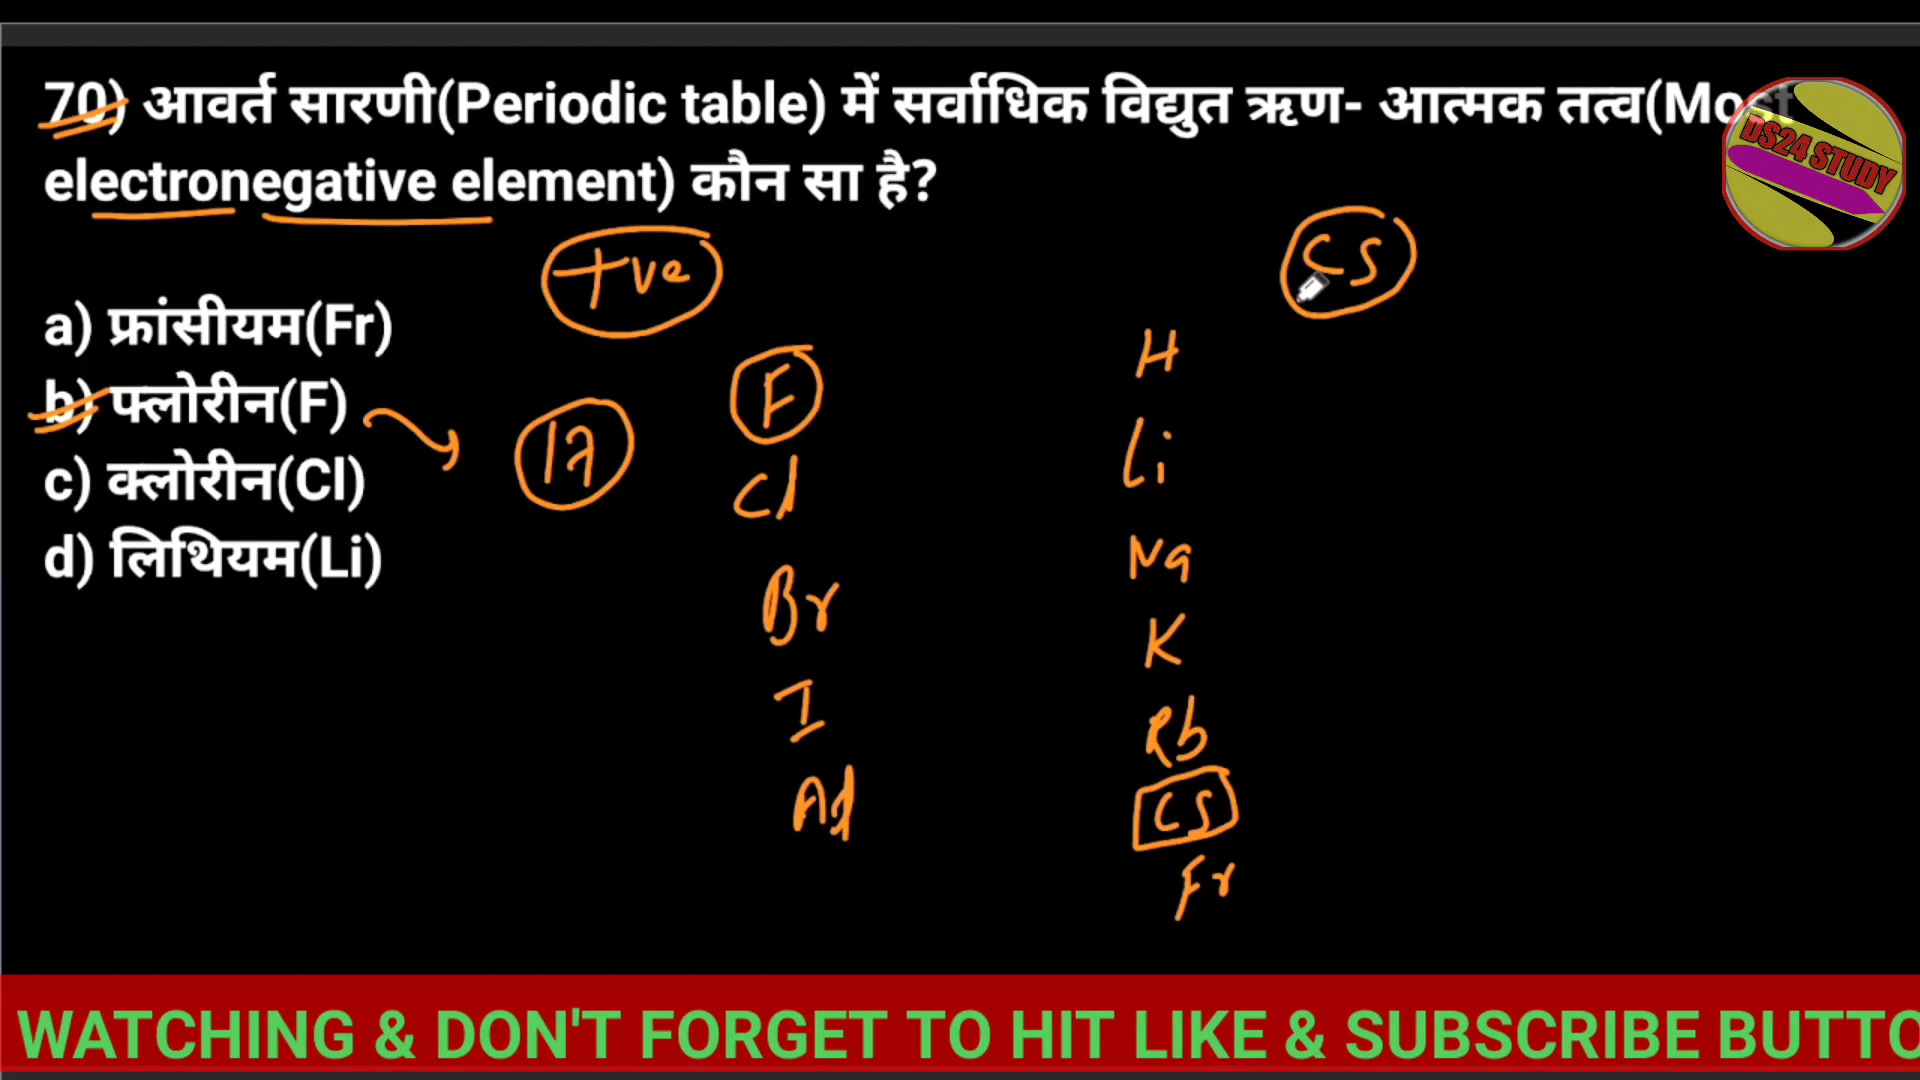 70) आवर्त सारणी(Periodic table) में सर्वाधिक विद्युत ऋण- आत्मक तत्व(Most
electronegative element) कौन सा है?
DS24 STUDY
+ve
CS
a) फ्रांसीयम(Fr)
b) फ्लोरीन(F)
c) क्लोरीन(Cl)
d) लिथियम(Li)
17
F
Cl
Br
I
At
H
Li
Na
K
Rb
CS
Fr
WATCHING & DON'T FORGET TO HIT LIKE & SUBSCRIBE BUTTO